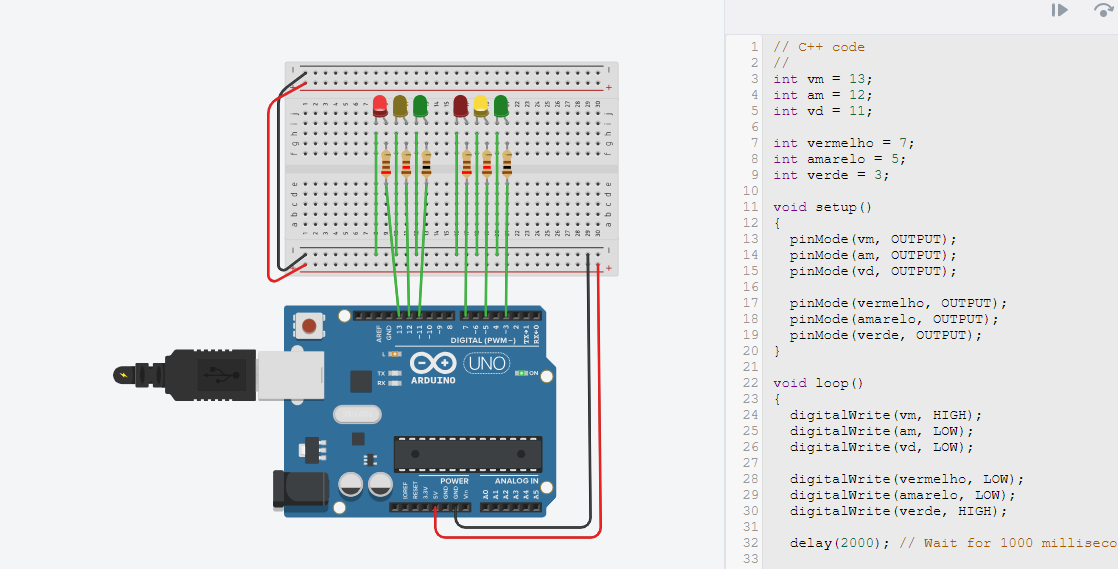 1 2 3 4 5 6 7
j
i
h
g
f
e
d
c
b
a
AREF
GND
13
12
~11
~10
~9
8
7
~6
~5
4
~3
2
TX→1
RX←0
DIGITAL (PWM~)
L
TX
RX
UNO
ON
ARDUINO
POWER
ANALOG IN
IOREF
RESET
3.3V
5V
GND
GND
Vin
A0
A1
A2
A3
A4
A5
1 // C++ code
2 //
3 int vm = 13;
4 int am = 12;
5 int vd = 11;
6
7 int vermelho = 7;
8 int amarelo = 5;
9 int verde = 3;
10
11 void setup()
12 {
13 pinMode(vm, OUTPUT);
14 pinMode(am, OUTPUT);
15 pinMode(vd, OUTPUT);
16
17 pinMode(vermelho, OUTPUT);
18 pinMode(amarelo, OUTPUT);
19 pinMode(verde, OUTPUT);
20 }
21
22 void loop()
23 {
24 digitalWrite(vm, HIGH);
25 digitalWrite(am, LOW);
26 digitalWrite(vd, LOW);
27
28 digitalWrite(vermelho, LOW);
29 digitalWrite(amarelo, LOW);
30 digitalWrite(verde, HIGH);
31
32 delay(2000); // Wait for 1000 milliseco
33